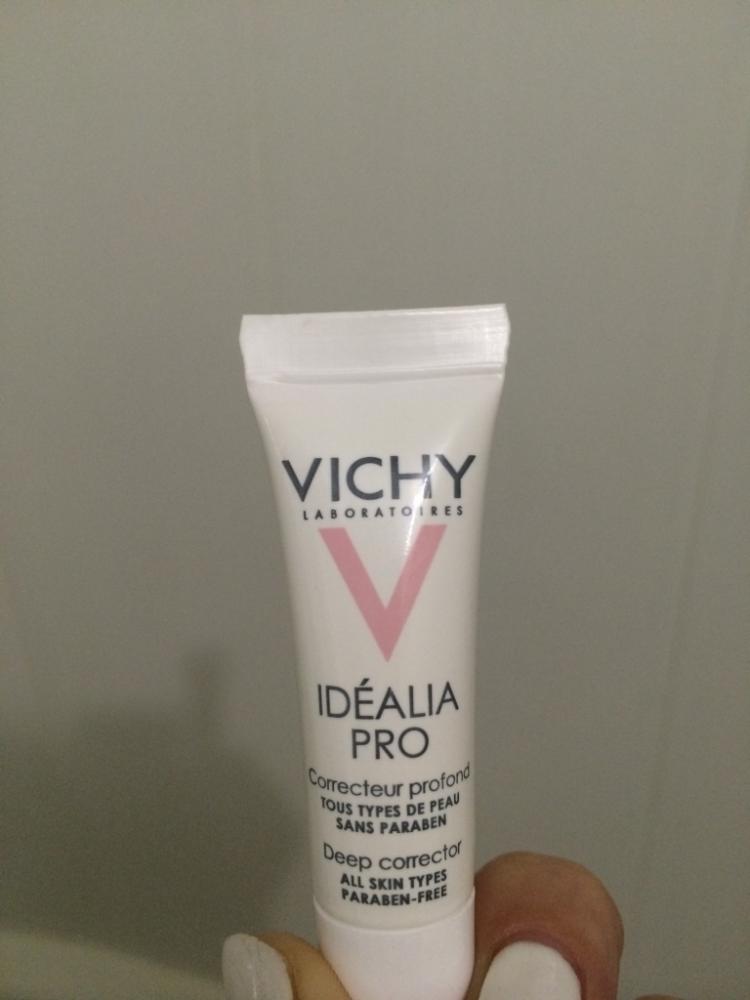 VICHY
LABORATOIRES
IDÉALIA
PRO
Correcteur profond
TOUS TYPES DE PEAU
SANS PARABEN
Deep corrector
ALL SKIN TYPES
PARABEN-FREE